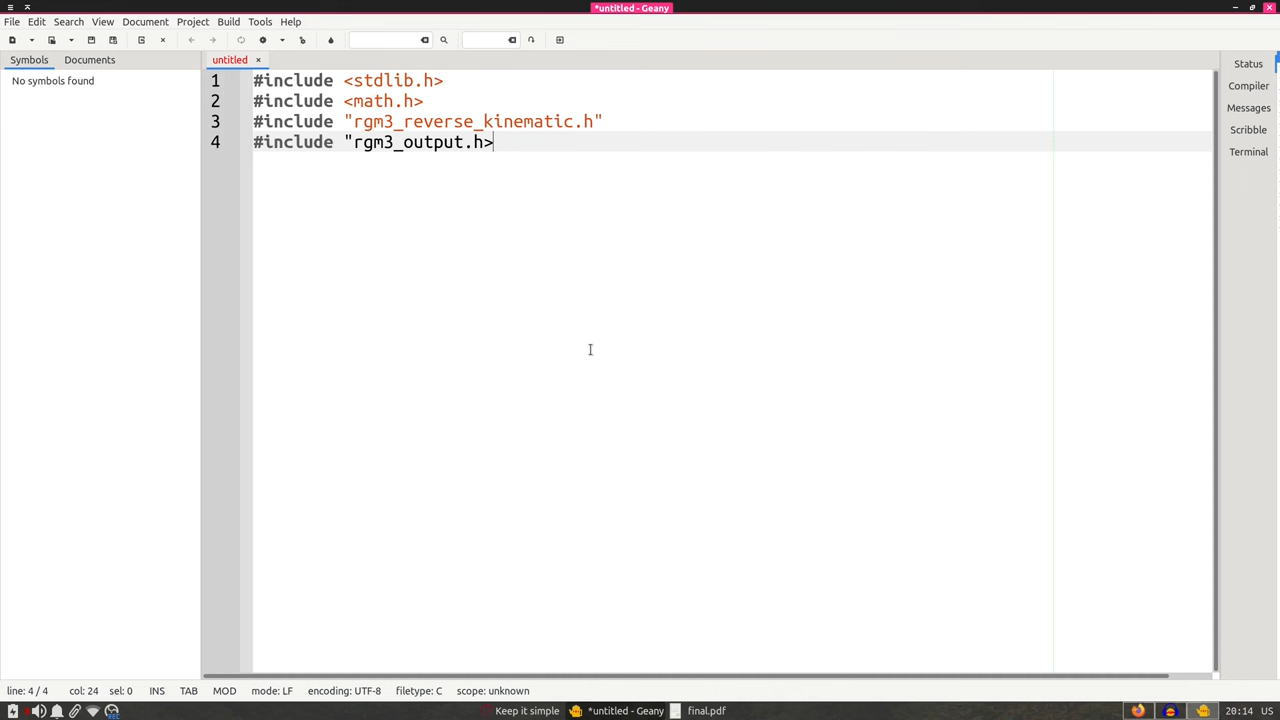 *untitled - Geany
File Edit Search View Document Project Build Tools Help
Symbols Documents untitled
No symbols found
1 #include <stdlib.h>
2 #include <math.h>
3 #include "rgm3_reverse_kinematic.h"
4 #include "rgm3_output.h>
Status
Compiler
Messages
Scribble
Terminal
line: 4 / 4 col: 24 sel: 0 INS TAB MOD mode: LF encoding: UTF-8 filetype: C scope: unknown
Keep it simple *untitled - Geany final.pdf 20:14 US